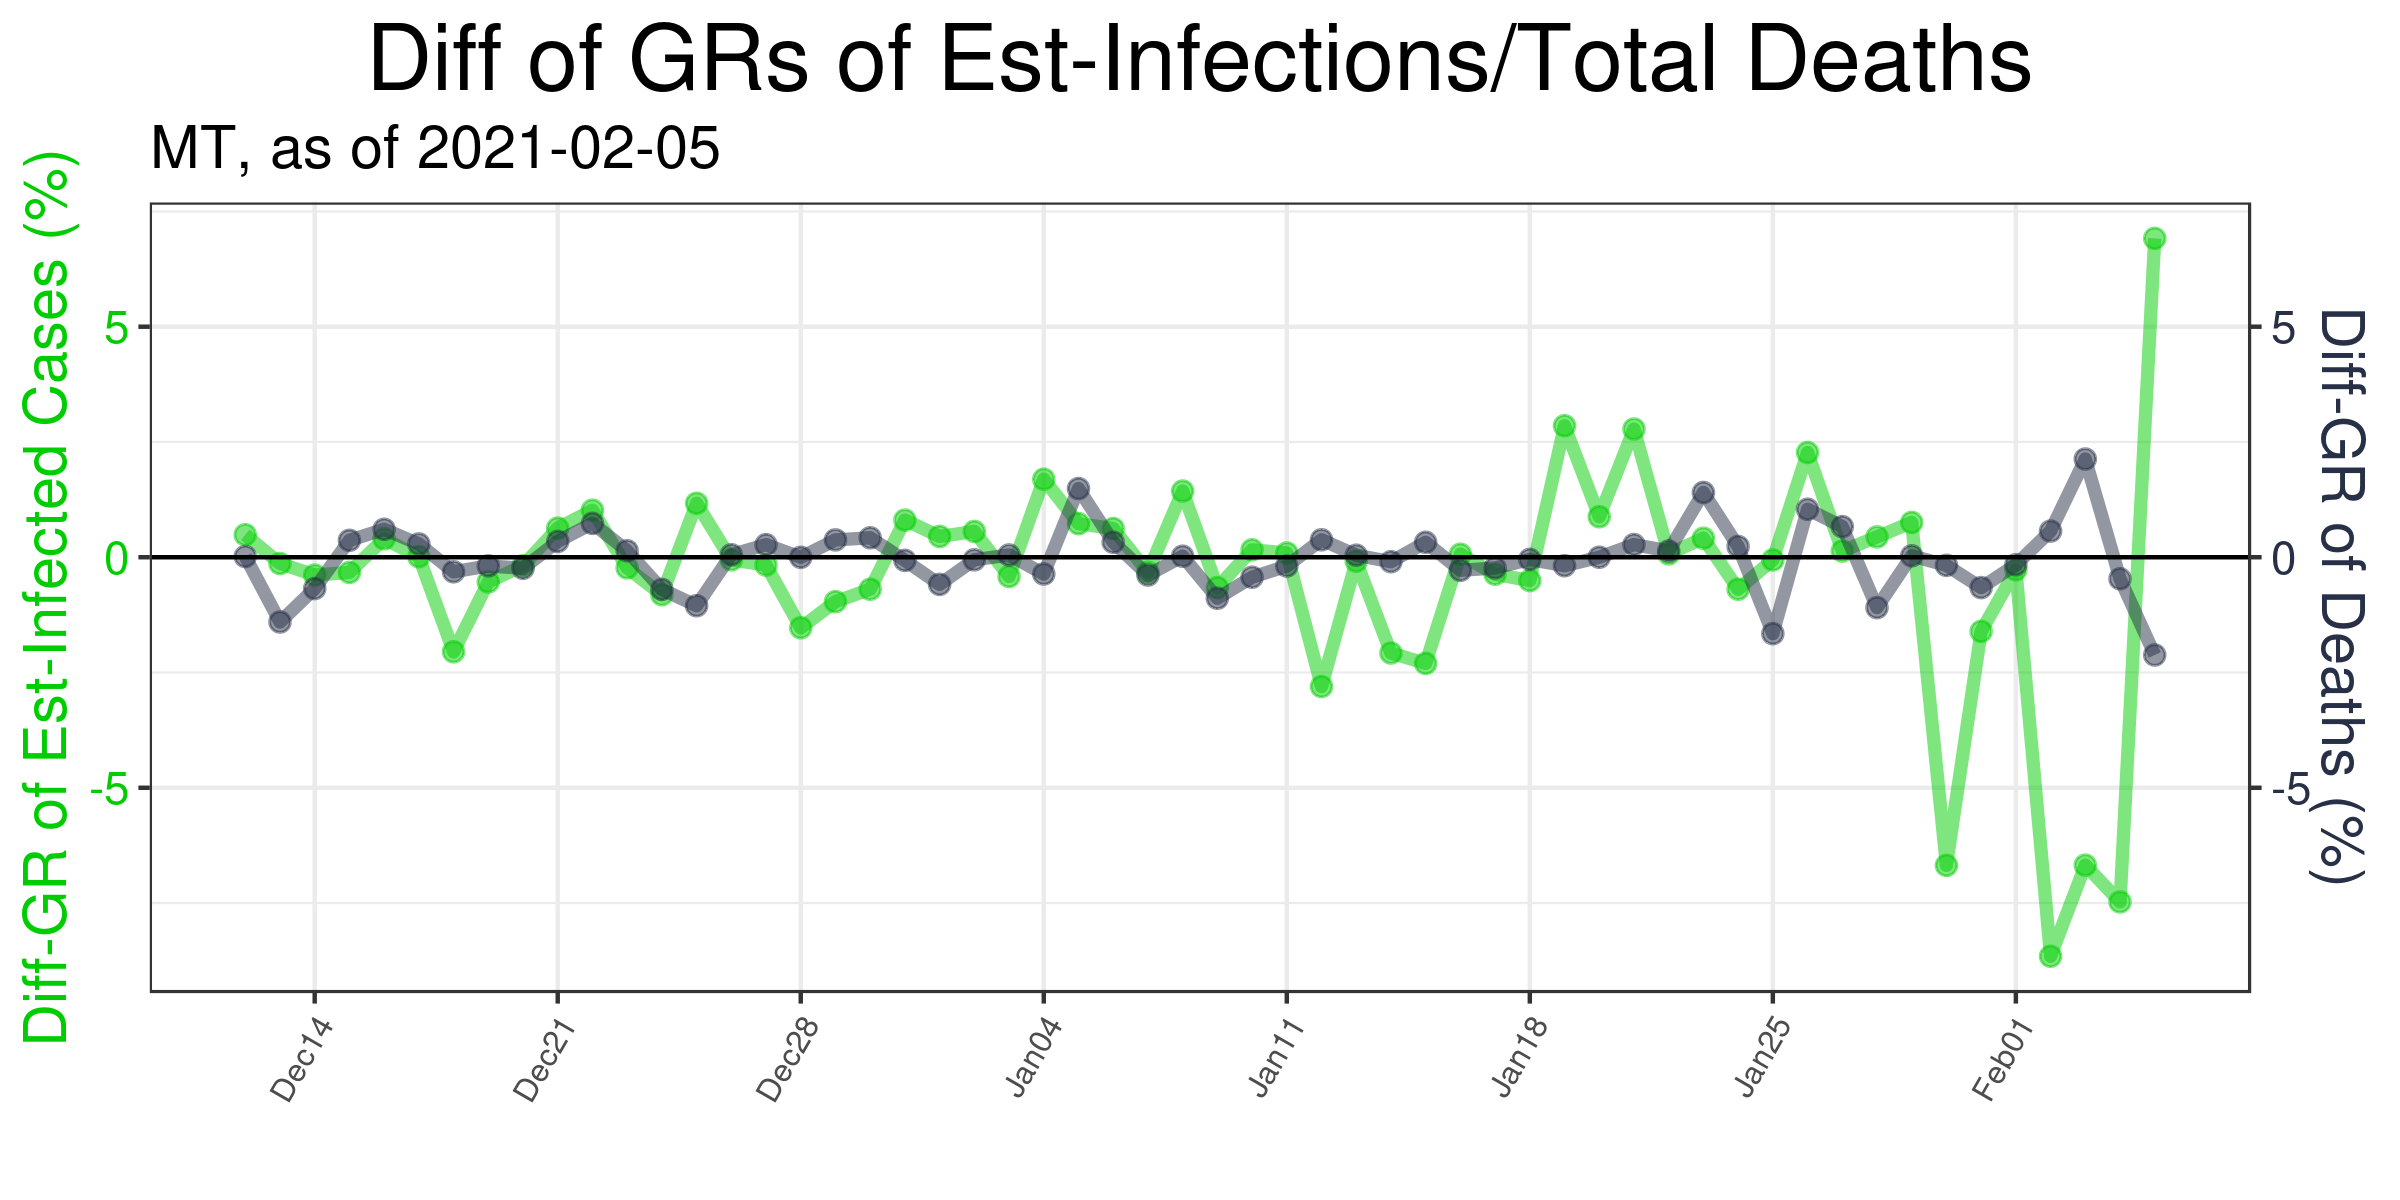 Diff of GRs of Est-Infections/Total Deaths
MT, as of 2021-02-05
Diff-GR of Est-Infected Cases (%)
5
0
-5
5
0
-5
Diff-GR of Deaths (%)
Dec14
Dec21
Dec28
Jan04
Jan11
Jan18
Jan25
Feb01